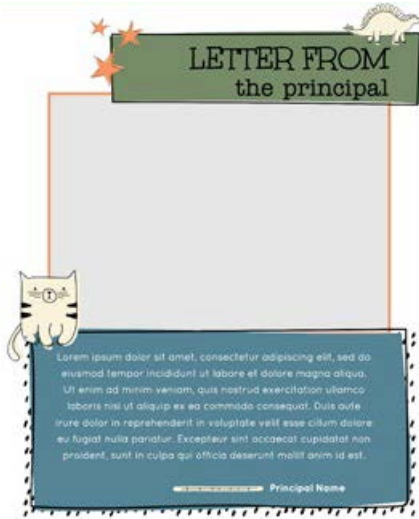 LETTER FROM
the principal
Lorem ipsum dolor sit amet, consectetur adipiscing elit, sed do
eiusmod tempor incididunt ut labore et dolore magna aliqua.
Ut enim ad minim veniam, quis nostrud exercitation ullamco
laboris nisi ut aliquip ex ea commodo consequat. Duis aute
irure dolor in reprehenderit in voluptate velit esse cillum dolore
eu fugiat nulla pariatur. Excepteur sint occaecat cupidatat non
proident, sunt in culpa qui officia deserunt mollit anim id est.
Principal Name